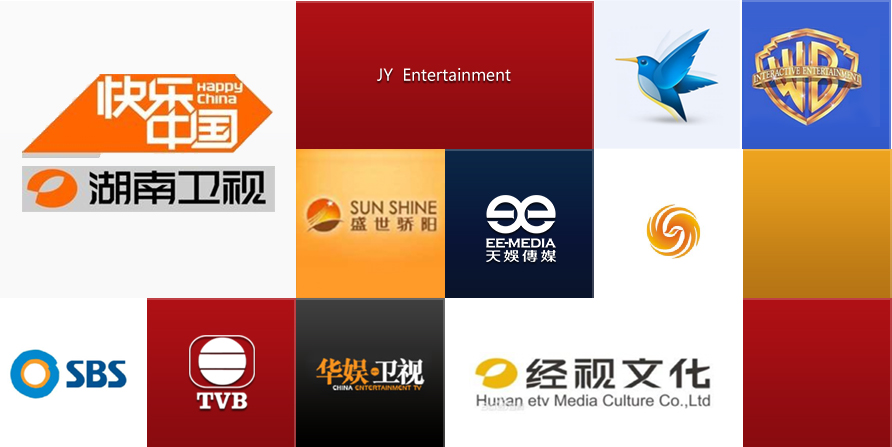 快乐
Happy
China
中国
湖南卫视
JY Entertainment
WB
INTERACTIVE ENTERTAINMENT
SUN SHINE
盛世骄阳
EE-MEDIA
天娱傳媒
SBS
TVB
华娱卫视
CHINA ENTERTAINMENT TV
经视文化
Hunan etv Media Culture Co.,Ltd